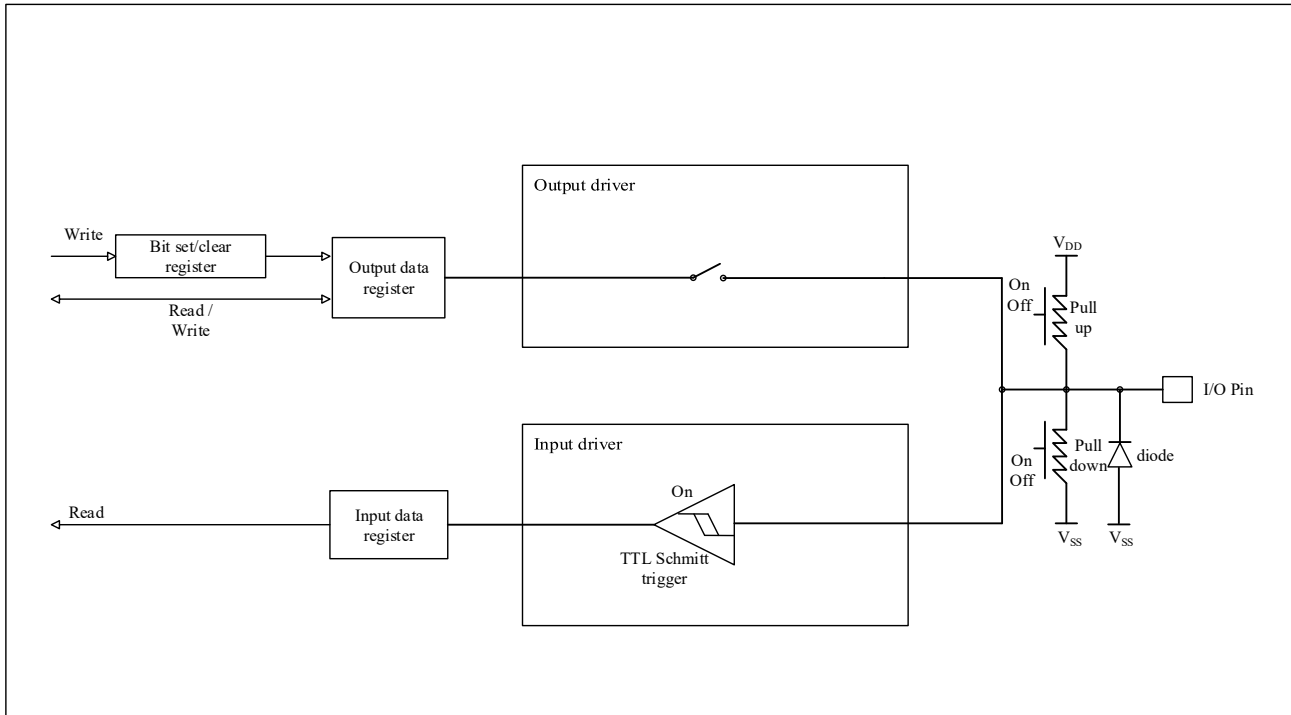 Output driver
Write
Bit set/clear
register
Output data
register
Read /
Write
V_DD
On
Off
Pull
up
I/O Pin
Input driver
On
Off
Pull
down
diode
On
Read
Input data
register
TTL Schmitt
trigger
V_SS
V_SS